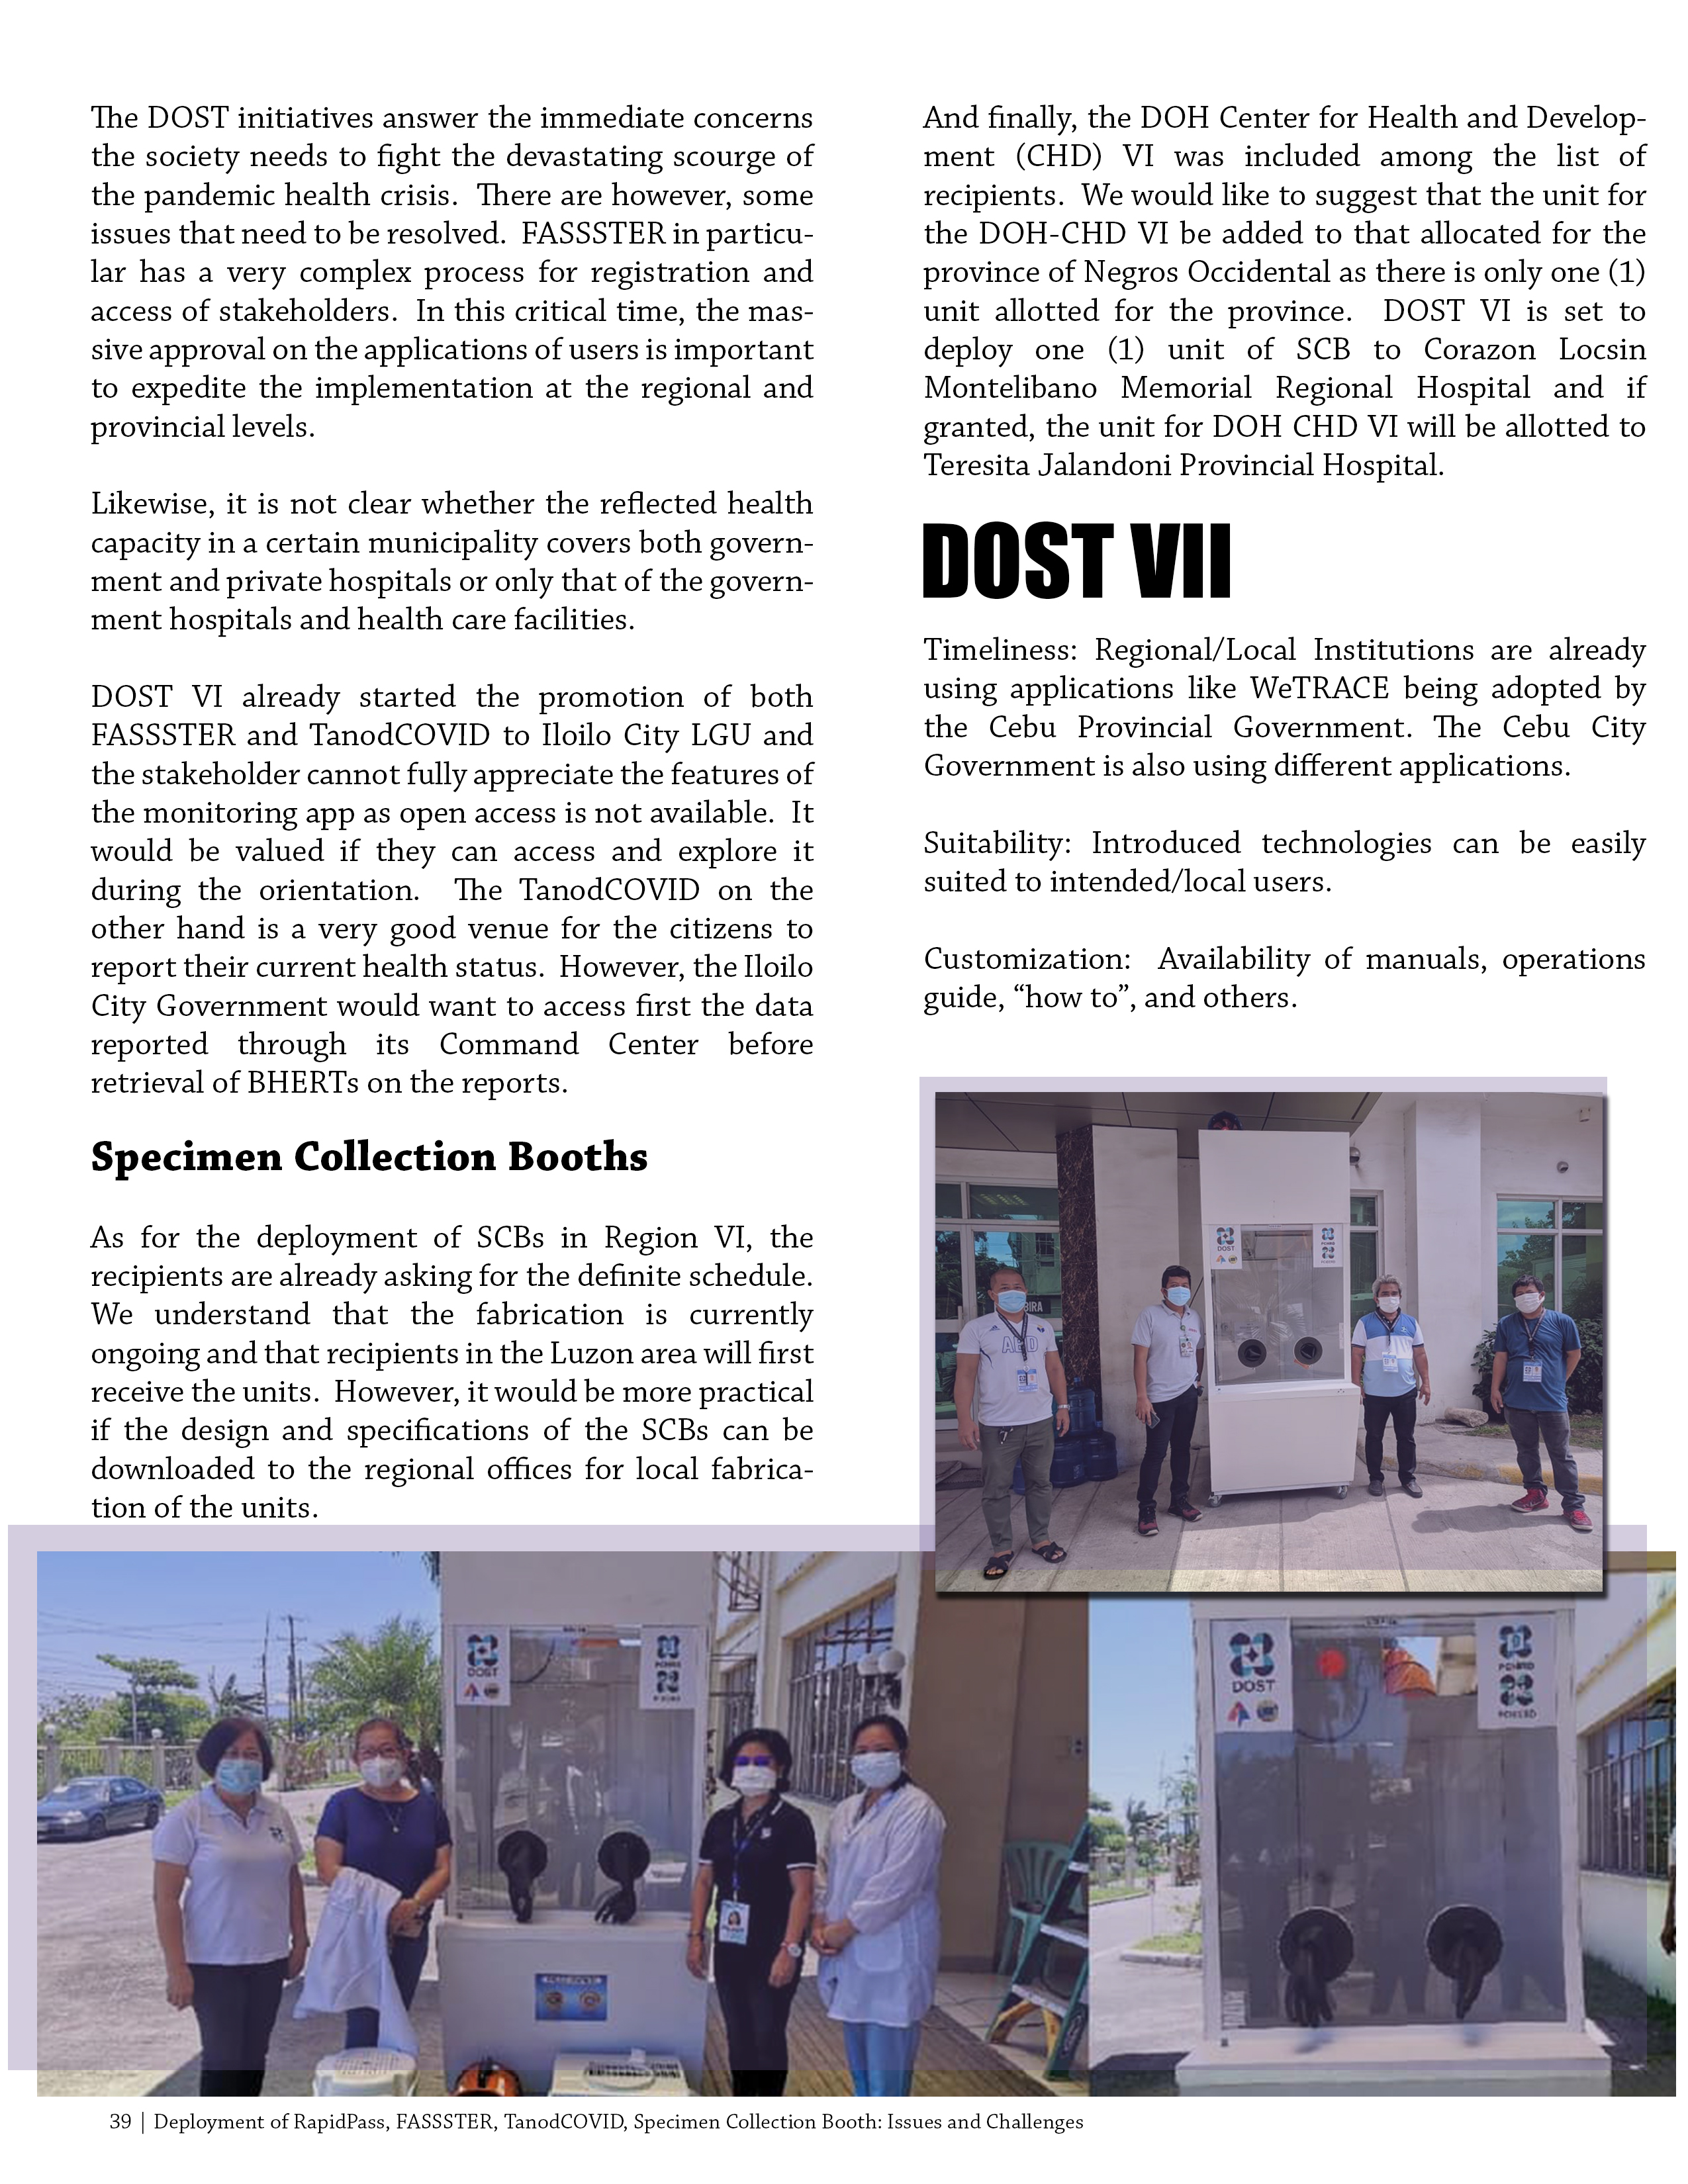 The DOST initiatives answer the immediate concerns
the society needs to fight the devastating scourge of
the pandemic health crisis.  There are however, some
issues that need to be resolved.  FASSSTER in particu-
lar has a very complex process for registration and
access of stakeholders.  In this critical time, the mas-
sive approval on the applications of users is important
to expedite the implementation at the regional and
provincial levels.
Likewise, it is not clear whether the reflected health
capacity in a certain municipality covers both govern-
ment and private hospitals or only that of the govern-
ment hospitals and health care facilities.
DOST VI already started the promotion of both
FASSSTER and TanodCOVID to Iloilo City LGU and
the stakeholder cannot fully appreciate the features of
the monitoring app as open access is not available.  It
would be valued if they can access and explore it
during the orientation.  The TanodCOVID on the
other hand is a very good venue for the citizens to
report their current health status.  However, the Iloilo
City Government would want to access first the data
reported through its Command Center before
retrieval of BHERTs on the reports.
Specimen Collection Booths
As for the deployment of SCBs in Region VI, the
recipients are already asking for the definite schedule.
We understand that the fabrication is currently
ongoing and that recipients in the Luzon area will first
receive the units.  However, it would be more practical
if the design and specifications of the SCBs can be
downloaded to the regional offices for local fabrica-
tion of the units.
And finally, the DOH Center for Health and Develop-
ment (CHD) VI was included among the list of
recipients.  We would like to suggest that the unit for
the DOH-CHD VI be added to that allocated for the
province of Negros Occidental as there is only one (1)
unit allotted for the province.  DOST VI is set to
deploy one (1) unit of SCB to Corazon Locsin
Montelibano Memorial Regional Hospital and if
granted, the unit for DOH CHD VI will be allotted to
Teresita Jalandoni Provincial Hospital.
DOST VII
Timeliness: Regional/Local Institutions are already
using applications like WeTRACE being adopted by
the Cebu Provincial Government. The Cebu City
Government is also using different applications.
Suitability: Introduced technologies can be easily
suited to intended/local users.
Customization:  Availability of manuals, operations
guide, “how to”, and others.
DOST
DOST
DOST
39 | Deployment of RapidPass, FASSSTER, TanodCOVID, Specimen Collection Booth: Issues and Challenges